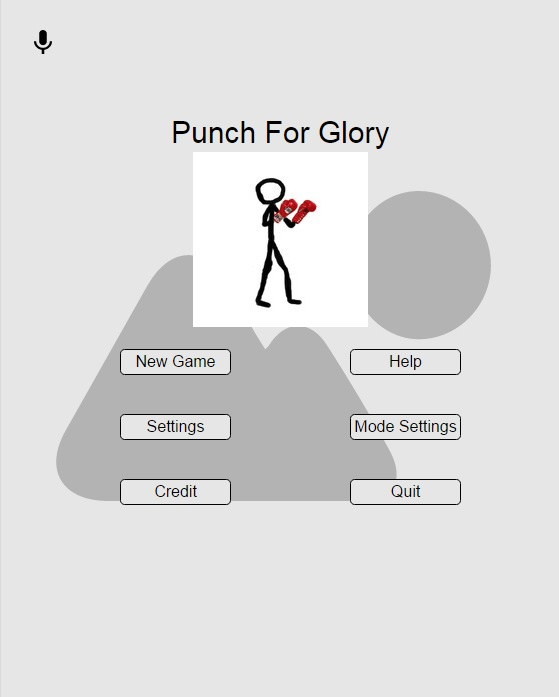 Punch For Glory
New Game
Help
Settings
Mode Settings
Credit
Quit